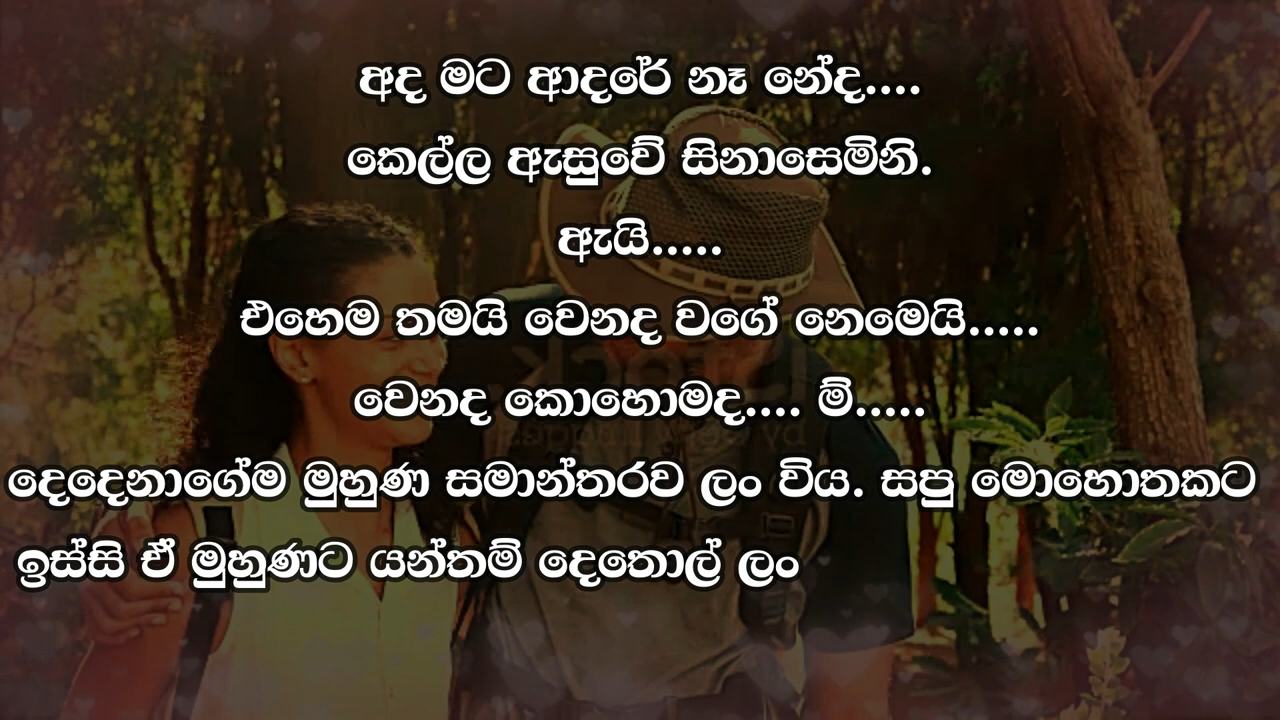 අද මට ආදරේ නෑ නේද....
කෙල්ල ඇසුවේ සිනාසෙමිනි.
ඇයි.....
එහෙම තමයි වෙනද වගේ නෙමෙයි.....
වෙනද කොහොමද.... ම්.....
දෙදෙනාගේම මුහුණ සමාන්තරව ලං විය. සපු මොහොතකට
ඉස්සි ඒ මුහුණට යන්තම් දෙතොල් ලං